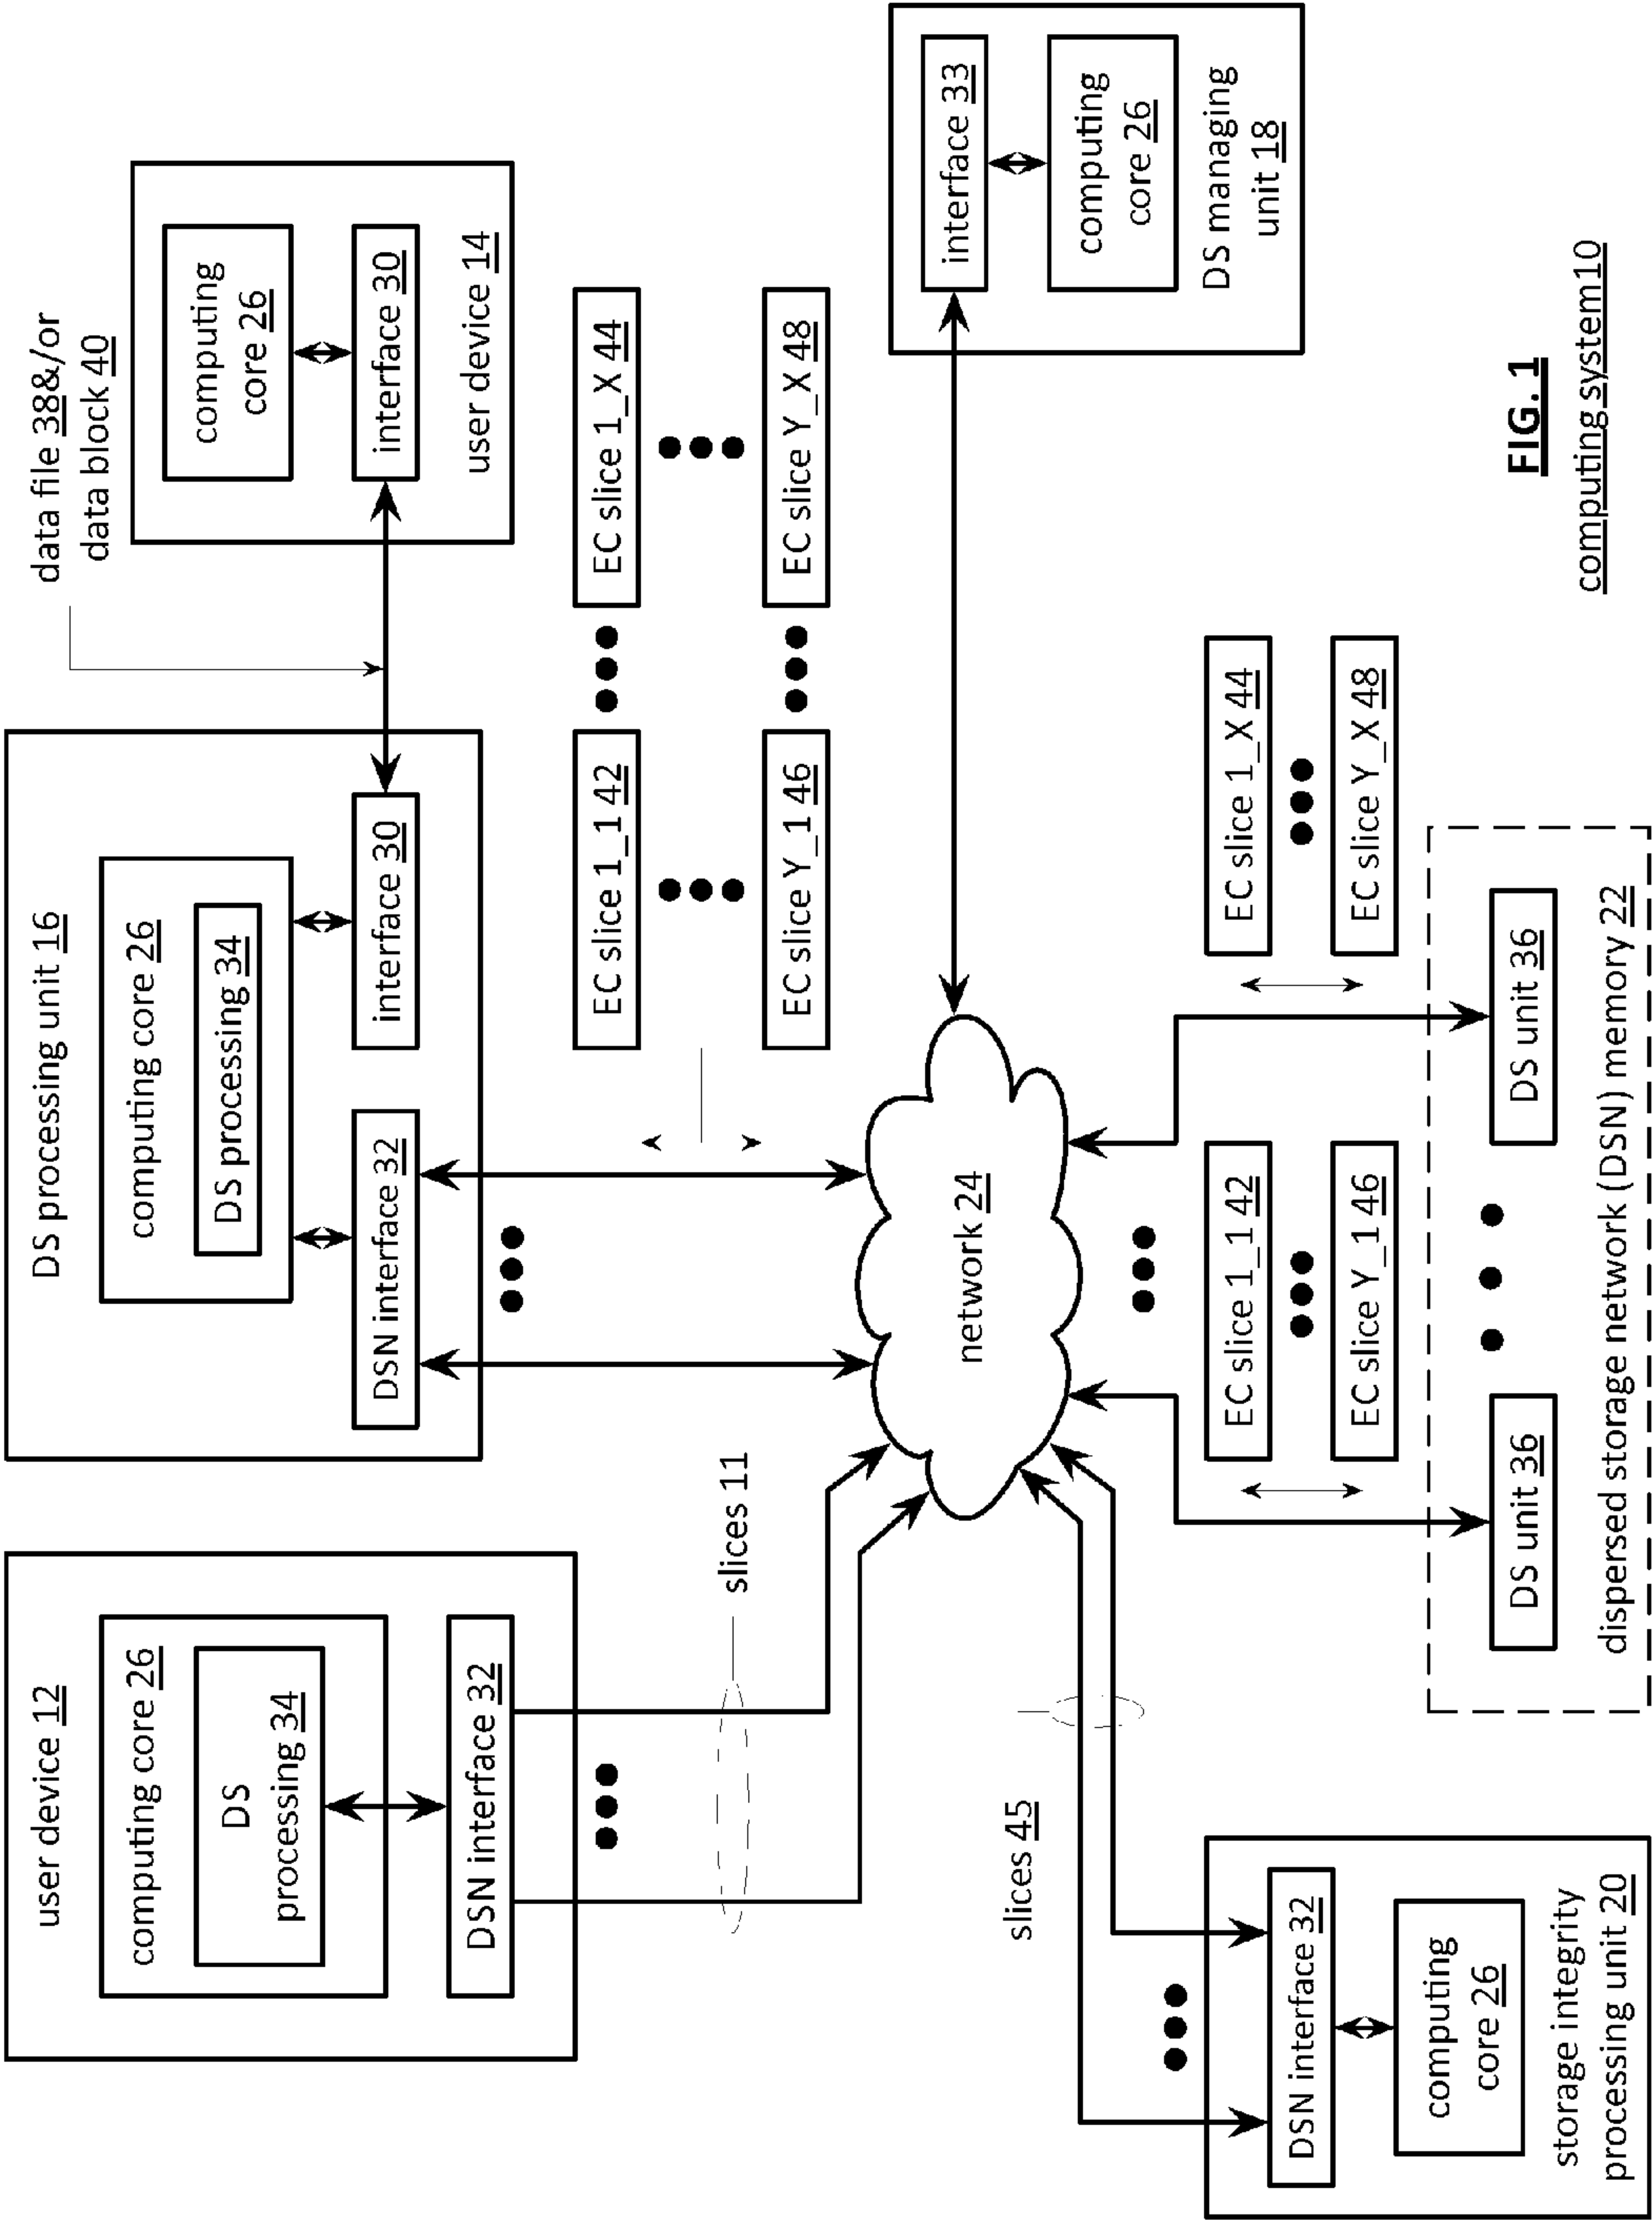 user device 12
computing core 26
DS
processing 34
DSN interface 32
slices 11
DS processing unit 16
computing core 26
DS processing 34
DSN interface 32
interface 30
data file 38&/or
data block 40
computing
core 26
interface 30
user device 14
EC slice 1_1 42
EC slice 1_X 44
EC slice Y_1 46
EC slice Y_X 48
network 24
interface 33
computing
core 26
DS managing
unit 18
slices 45
DSN interface 32
computing
core 26
storage integrity
processing unit 20
EC slice 1_1 42
EC slice Y_1 46
EC slice 1_X 44
EC slice Y_X 48
DS unit 36
DS unit 36
dispersed storage network (DSN) memory 22
FIG. 1
computing system10